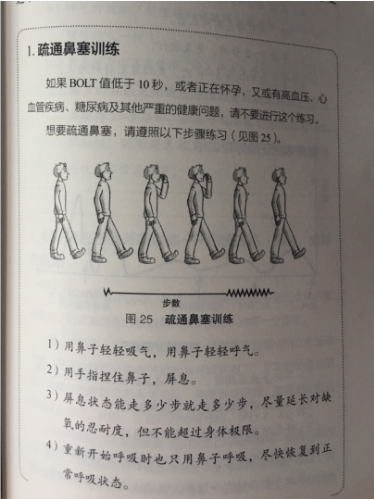 1. 疏通鼻塞训练
如果 BOLT 值低于 10 秒，或者正在怀孕，又或有高血压、心
血管疾病、糖尿病及其他严重的健康问题，请不要进行这个练习。
想要疏通鼻塞，请遵照以下步骤练习（见图 25）。
步数
图 25 疏通鼻塞训练
1）用鼻子轻轻吸气，用鼻子轻轻呼气。
2）用手指捏住鼻子，屏息。
3）屏息状态能走多少步就走多少步，尽量延长对缺
氧的忍耐度，但不能超过身体极限。
4）重新开始呼吸时也只用鼻子呼吸，尽快恢复到正
常呼吸状态。